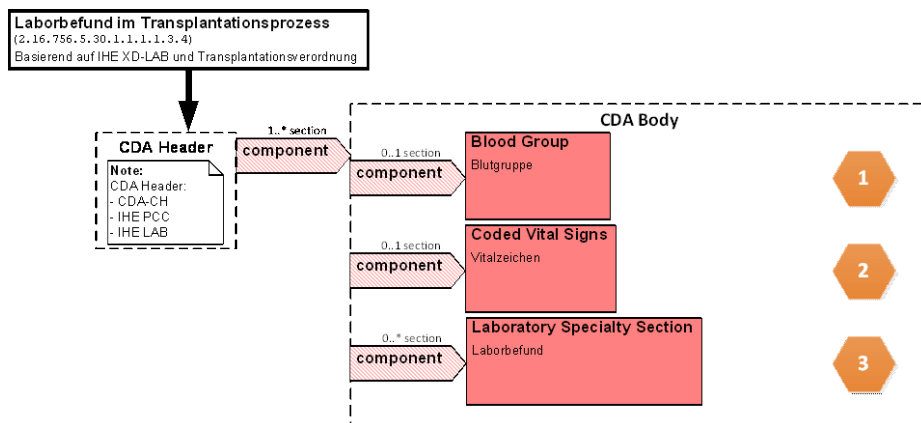 Laborbefund im Transplantationsprozess
(2.16.756.5.30.1.1.1.1.3.4)
Basierend auf IHE XD-LAB und Transplantationsverordnung
CDA Header
Note:
CDA Header:
- CDA-CH
- IHE PCC
- IHE LAB
1..* section
component
CDA Body
0..1 section
component
Blood Group
Blutgruppe
1
0..1 section
component
Coded Vital Signs
Vitalzeichen
2
0..* section
component
Laboratory Specialty Section
Laborbefund
3